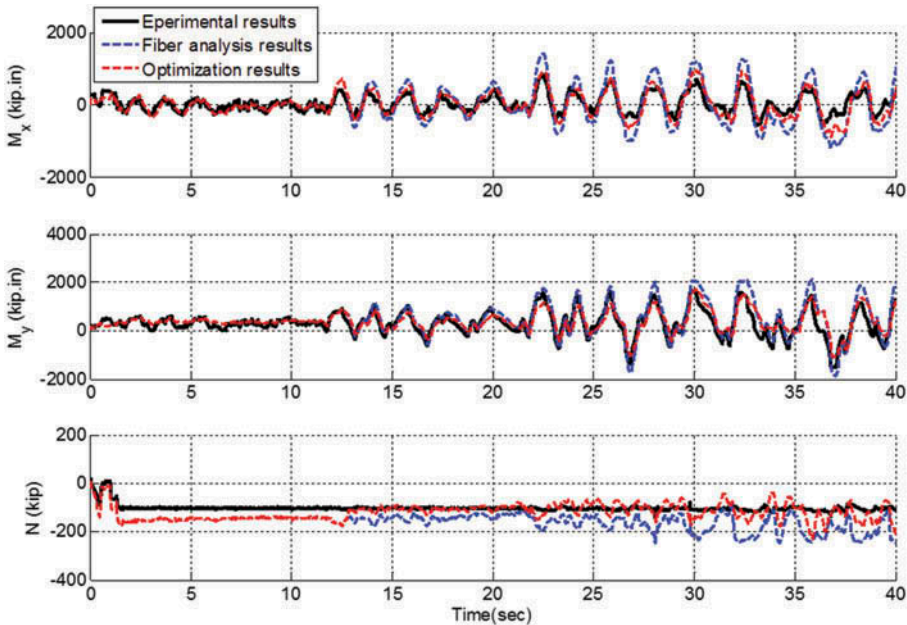 Eperimental results
Fiber analysis results
Optimization results
2000
0
-2000
M_x (kip.in)
0 5 10 15 20 25 30 35 40
4000
2000
0
-2000
M_y (kip.in)
0 5 10 15 20 25 30 35 40
200
0
-200
-400
N (kip)
0 5 10 15 20 25 30 35 40
Time(sec)